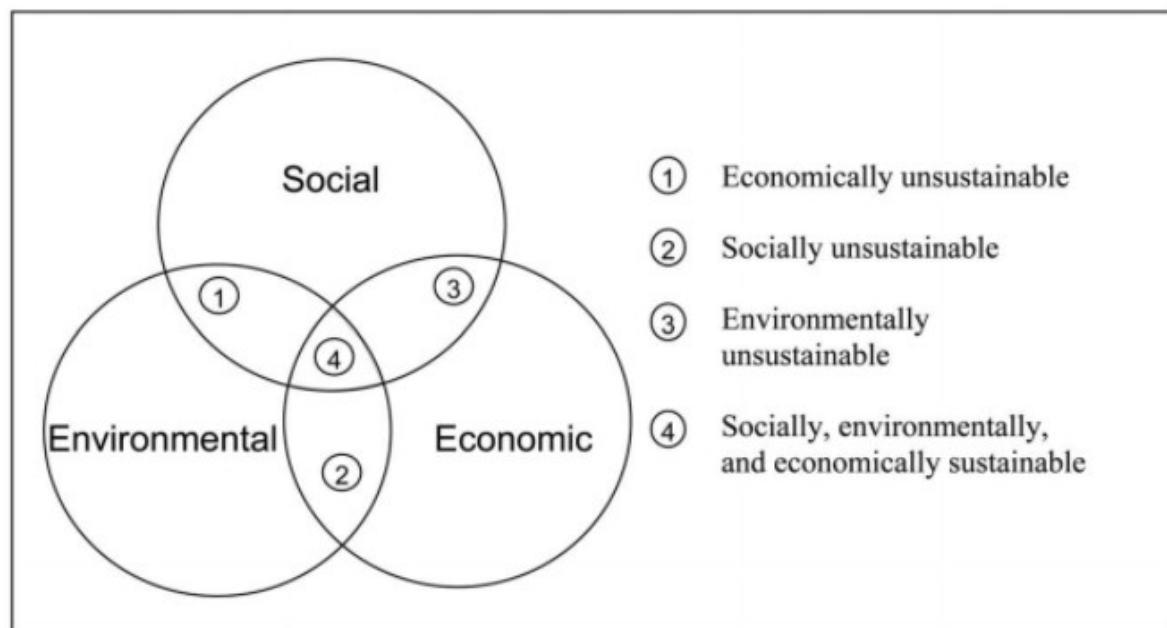 Social
1
3
4
Environmental
Economic
2
1 Economically unsustainable
2 Socially unsustainable
3 Environmentally
unsustainable
4 Socially, environmentally,
and economically sustainable